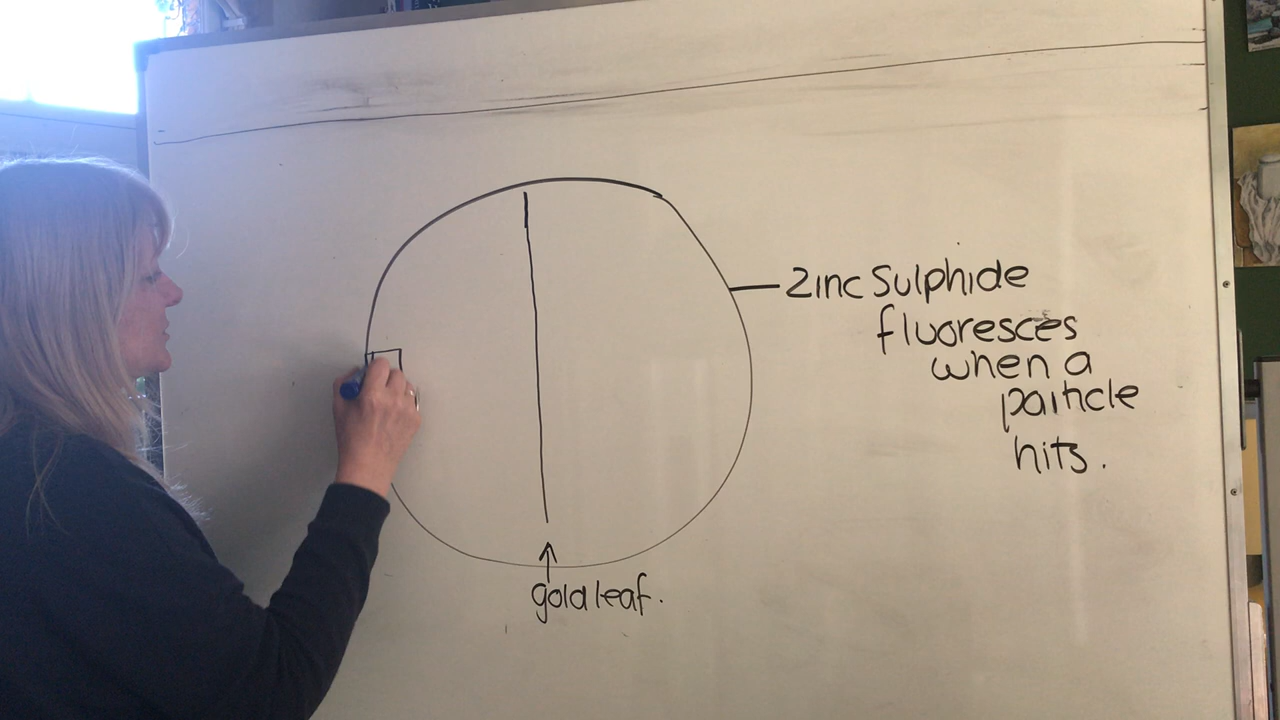 Zinc Sulphide
fluoresces
when a
particle
hits.
gold leaf.